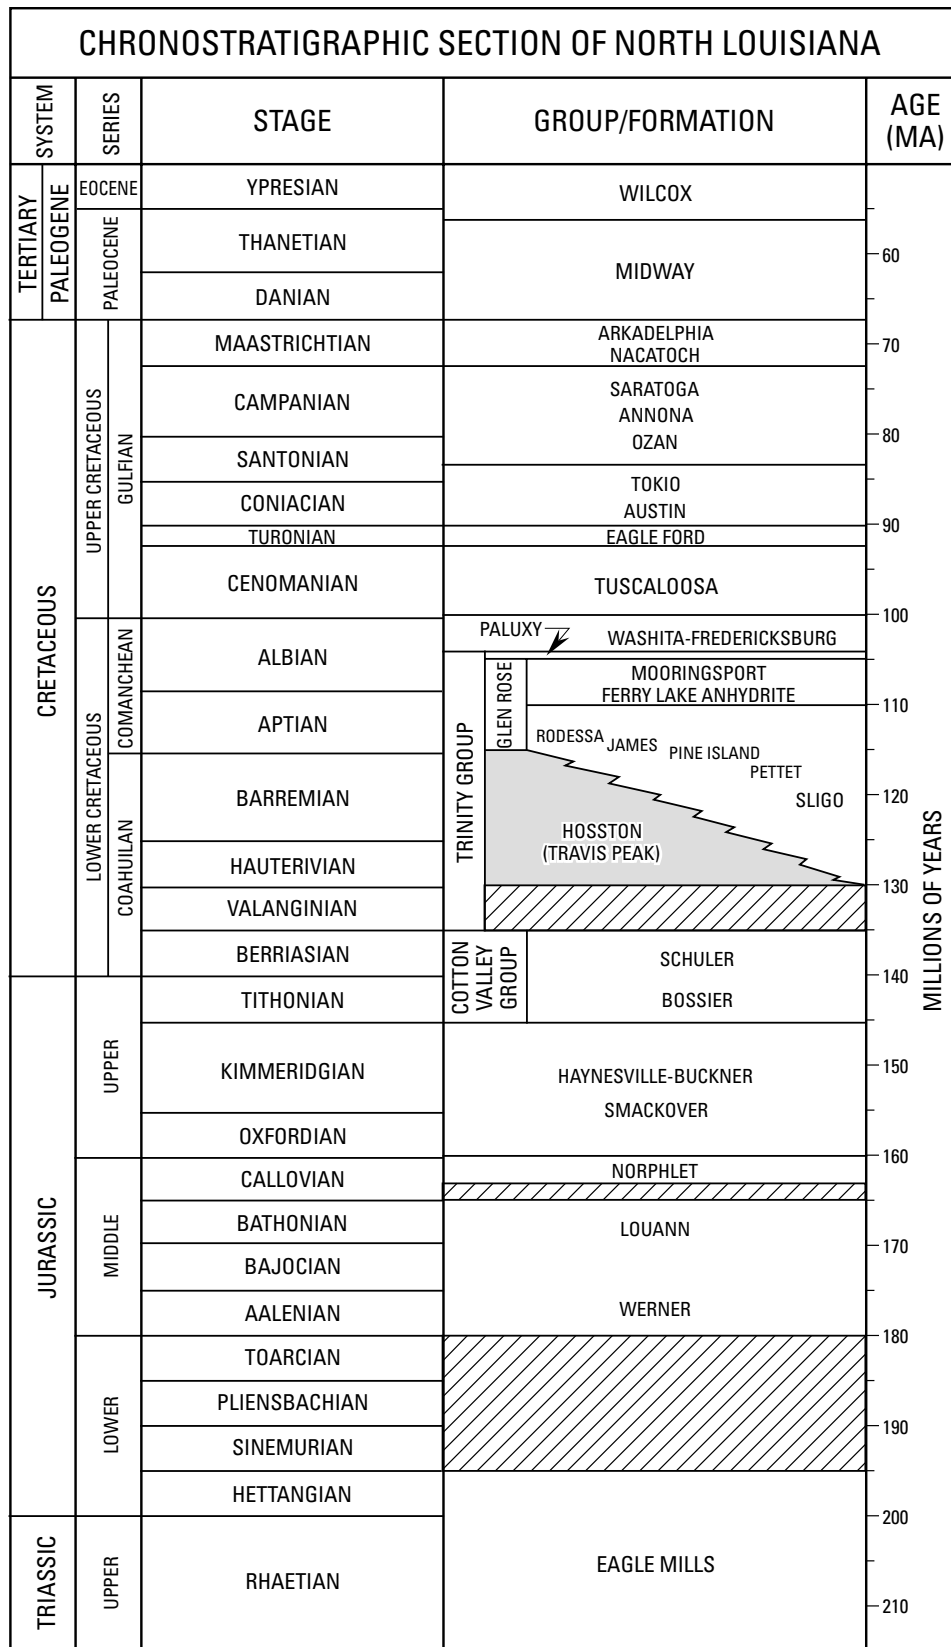 CHRONOSTRATIGRAPHIC SECTION OF NORTH LOUISIANA
SYSTEM
SERIES
STAGE
GROUP/FORMATION
AGE
(MA)
TERTIARY
PALEOGENE
EOCENE
PALEOCENE
YPRESIAN
THANETIAN
DANIAN
WILCOX
MIDWAY
CRETACEOUS
UPPER CRETACEOUS
GULFIAN
MAASTRICHTIAN
CAMPANIAN
SANTONIAN
CONIACIAN
TURONIAN
CENOMANIAN
ARKADELPHIA
NACATOCH
SARATOGA
ANNONA
OZAN
TOKIO
AUSTIN
EAGLE FORD
TUSCALOOSA
LOWER CRETACEOUS
COMANCHEAN
COAHUILAN
ALBIAN
APTIAN
BARREMIAN
HAUTERIVIAN
VALANGINIAN
BERRIASIAN
PALUXY
WASHITA-FREDERICKSBURG
TRINITY GROUP
GLEN ROSE
MOORINGSPORT
FERRY LAKE ANHYDRITE
RODESSA
JAMES
PINE ISLAND
PETTET
SLIGO
HOSSTON
(TRAVIS PEAK)
COTTON
VALLEY
GROUP
SCHULER
BOSSIER
JURASSIC
UPPER
MIDDLE
LOWER
TITHONIAN
KIMMERIDGIAN
OXFORDIAN
CALLOVIAN
BATHONIAN
BAJOCIAN
AALENIAN
TOARCIAN
PLIENSBACHIAN
SINEMURIAN
HETTANGIAN
HAYNESVILLE-BUCKNER
SMACKOVER
NORPHLET
LOUANN
WERNER
TRIASSIC
UPPER
RHAETIAN
EAGLE MILLS
60
70
80
90
100
110
120
130
140
150
160
170
180
190
200
210
MILLIONS OF YEARS